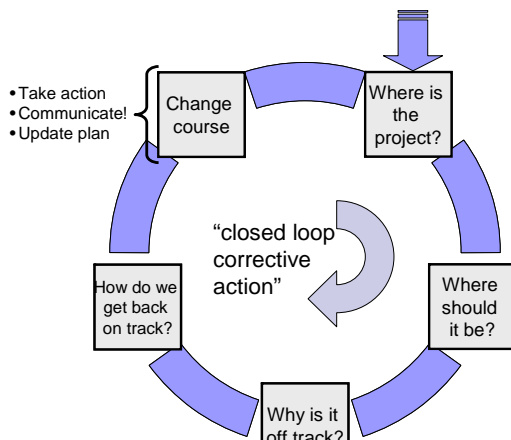 • Take action
• Communicate!
• Update plan
Change
course
Where is
the
project?
"closed loop
corrective
action"
How do we
get back
on track?
Where
should
it be?
Why is it
off track?